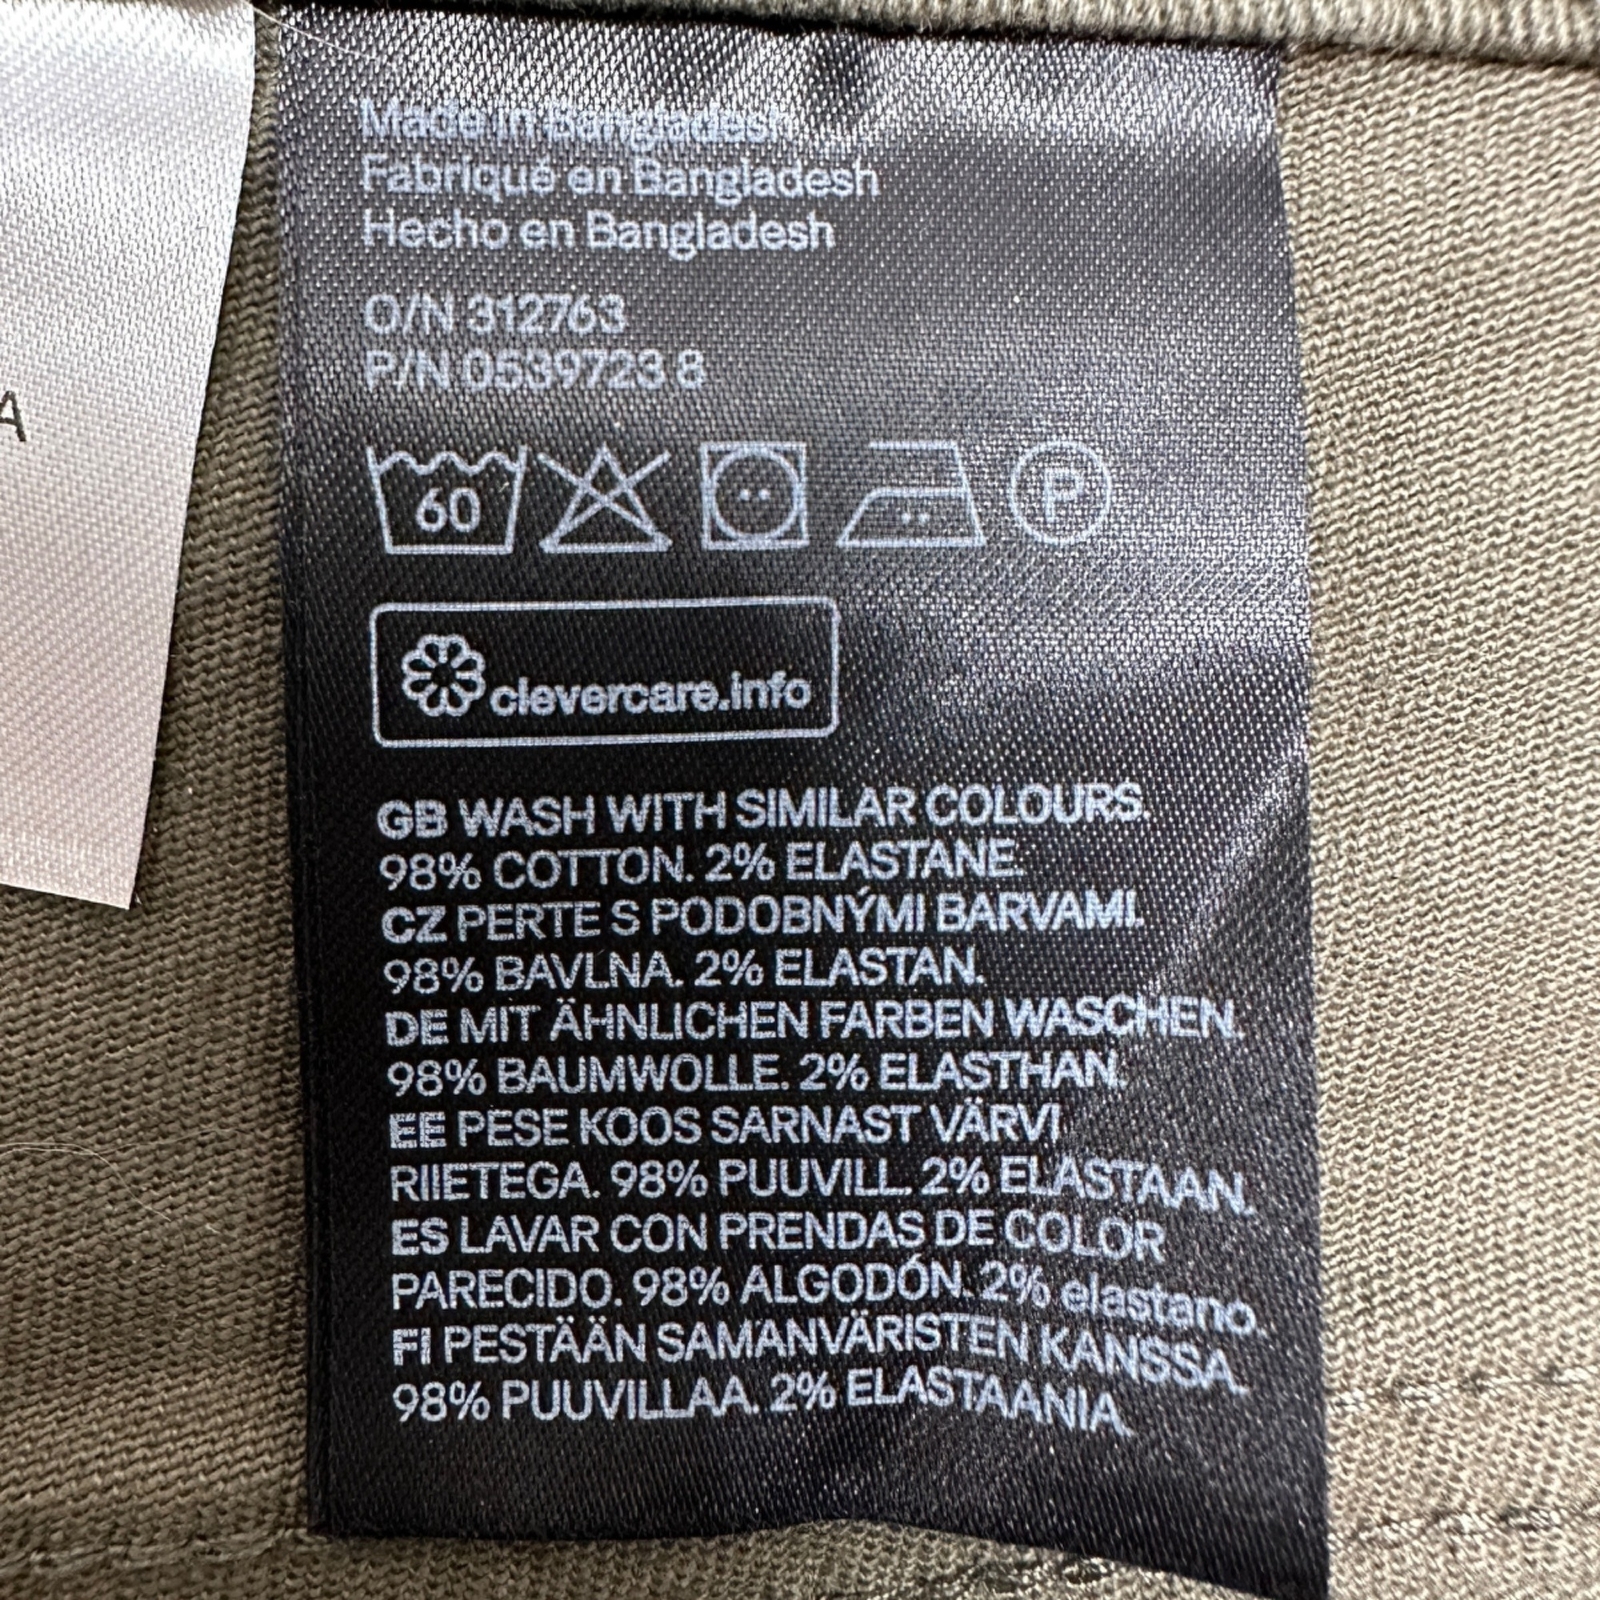 A
Made in Bangladesh
Fabriqué en Bangladesh
Hecho en Bangladesh
O/N 312763
P/N 0539723 8
60
P
clevercare.info
GB WASH WITH SIMILAR COLOURS.
98% COTTON. 2% ELASTANE.
CZ PERTE S PODOBNÝMI BARVAMI.
98% BAVLNA. 2% ELASTAN.
DE MIT ÄHNLICHEN FARBEN WASCHEN.
98% BAUMWOLLE. 2% ELASTHAN.
EE PESE KOOS SARNAST VÄRVI
RIIETEGA. 98% PUUVILL. 2% ELASTAAN.
ES LAVAR CON PRENDAS DE COLOR
PARECIDO. 98% ALGODÓN. 2% elastano.
FI PESTÄÄN SAMANVÄRISTEN KANSSA.
98% PUUVILLAA. 2% ELASTAANIA.